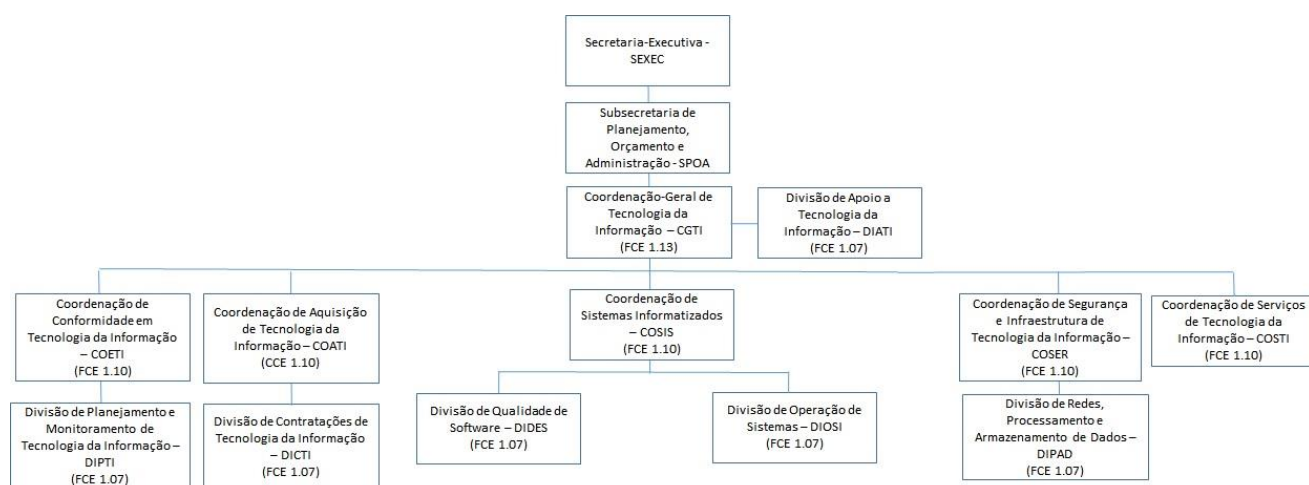 Secretaria-Executiva -
SEXEC
Subsecretaria de
Planejamento,
Orçamento e
Administração - SPOA
Coordenação-Geral de
Tecnologia da
Informação – CGTI
(FCE 1.13)
Divisão de Apoio a
Tecnologia da
Informação – DIATI
(FCE 1.07)
Coordenação de
Conformidade em
Tecnologia da Informação
– COETI
(FCE 1.10)
Coordenação de Aquisição
de Tecnologia da
Informação – COATI
(CCE 1.10)
Coordenação de
Sistemas Informatizados
– COSIS
(FCE 1.10)
Coordenação de Segurança
e Infraestrutura de
Tecnologia da Informação –
COSER
(FCE 1.10)
Coordenação de Serviços
de Tecnologia da
Informação – COSTI
(FCE 1.10)
Divisão de Planejamento e
Monitoramento de
Tecnologia da Informação –
DIPTI
(FCE 1.07)
Divisão de Contratações de
Tecnologia da Informação
– DICTI
(FCE 1.07)
Divisão de Qualidade de
Software – DIDES
(FCE 1.07)
Divisão de Operação de
Sistemas – DIOSI
(FCE 1.07)
Divisão de Redes,
Processamento e
Armazenamento de Dados –
DIPAD
(FCE 1.07)